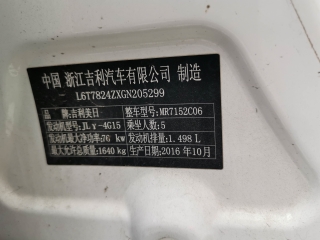 中国 浙江吉利汽车有限公司 制造
L6T7824ZXGN205299
品 牌:吉利美日 整车型号:MR7152C06
发动机型号:JLγ-4G15 乘坐人数:5
发动机最大净功率:76 kw 发动机排量:1.498 L
最大允许总质量:1640kg 生产日期:2016 年10月